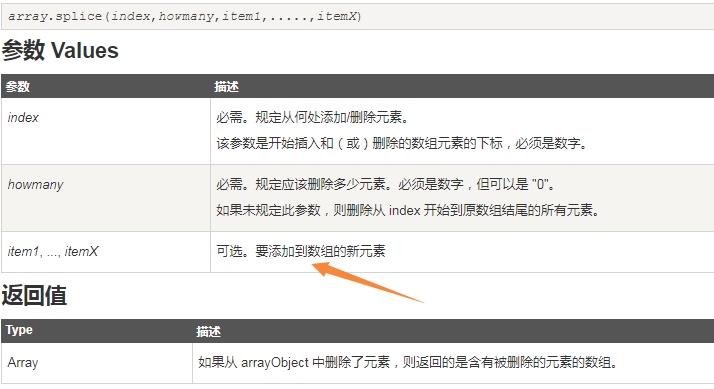 array.splice(index,howmany,item1,.....,itemX)
参数 Values
参数 描述
index 必需。规定从何处添加/删除元素。
该参数是开始插入和（或）删除的数组元素的下标，必须是数字。
howmany 必需。规定应该删除多少元素。必须是数字，但可以是 "0"。
如果未规定此参数，则删除从 index 开始到原数组结尾的所有元素。
item1, ..., itemX 可选。要添加到数组的新元素
返回值
Type 描述
Array 如果从 arrayObject 中删除了元素，则返回的是含有被删除的元素的数组。